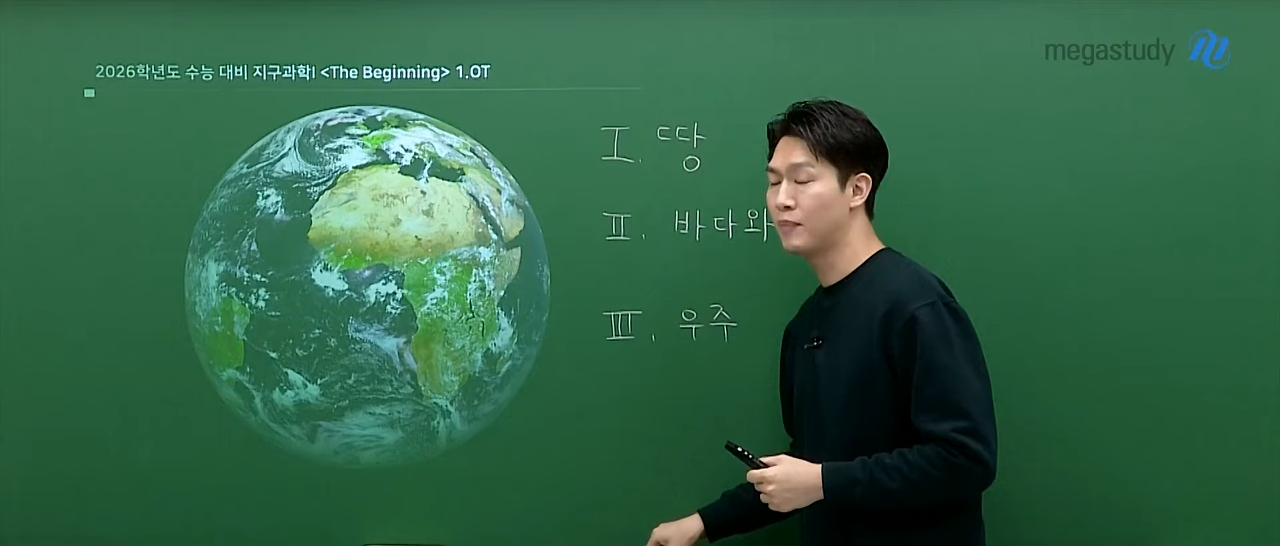 2026학년도 수능 대비 지구과학I <The Beginning> 1.OT
megastudy
Ⅰ. 땅
Ⅱ. 바다와
Ⅲ. 우주